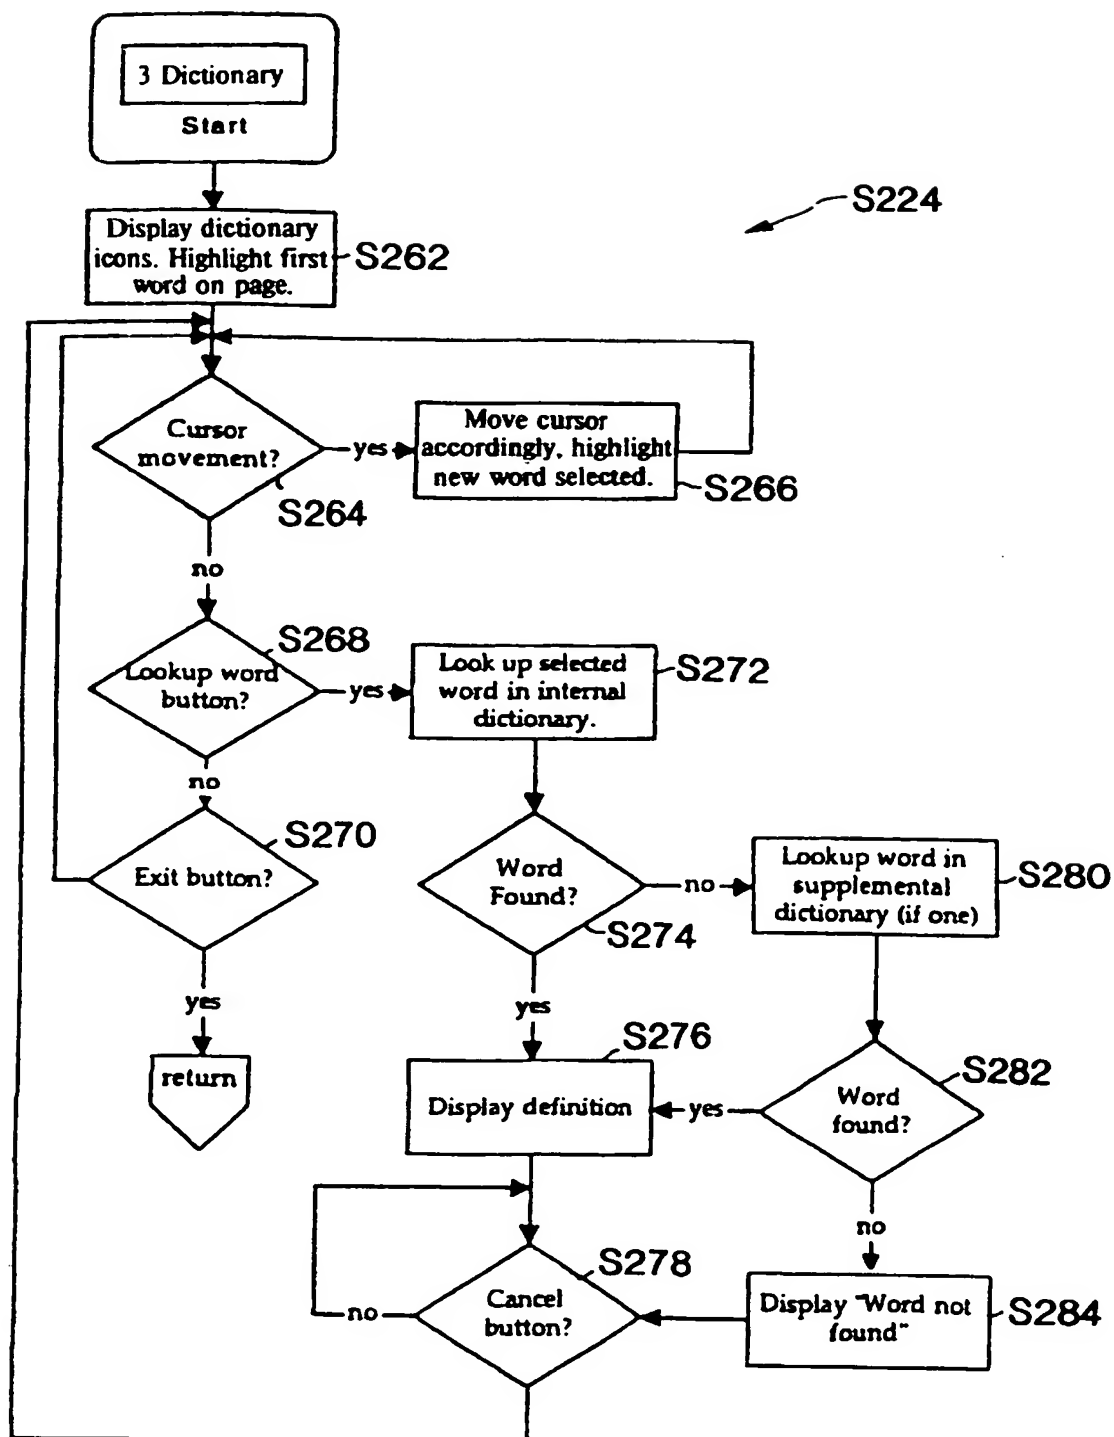 3 Dictionary
Start
S224
Display dictionary
icons. Highlight first
word on page.
S262
Cursor
movement?
S264
yes
Move cursor
accordingly, highlight
new word selected.
S266
no
Lookup word
button?
S268
yes
Look up selected
word in internal
dictionary.
S272
no
Exit button?
S270
yes
return
Word
Found?
S274
no
Lookup word in
supplemental
dictionary (if one)
S280
yes
Display definition
S276
Word
found?
S282
yes
no
Display "Word not
found"
S284
Cancel
button?
S278
no